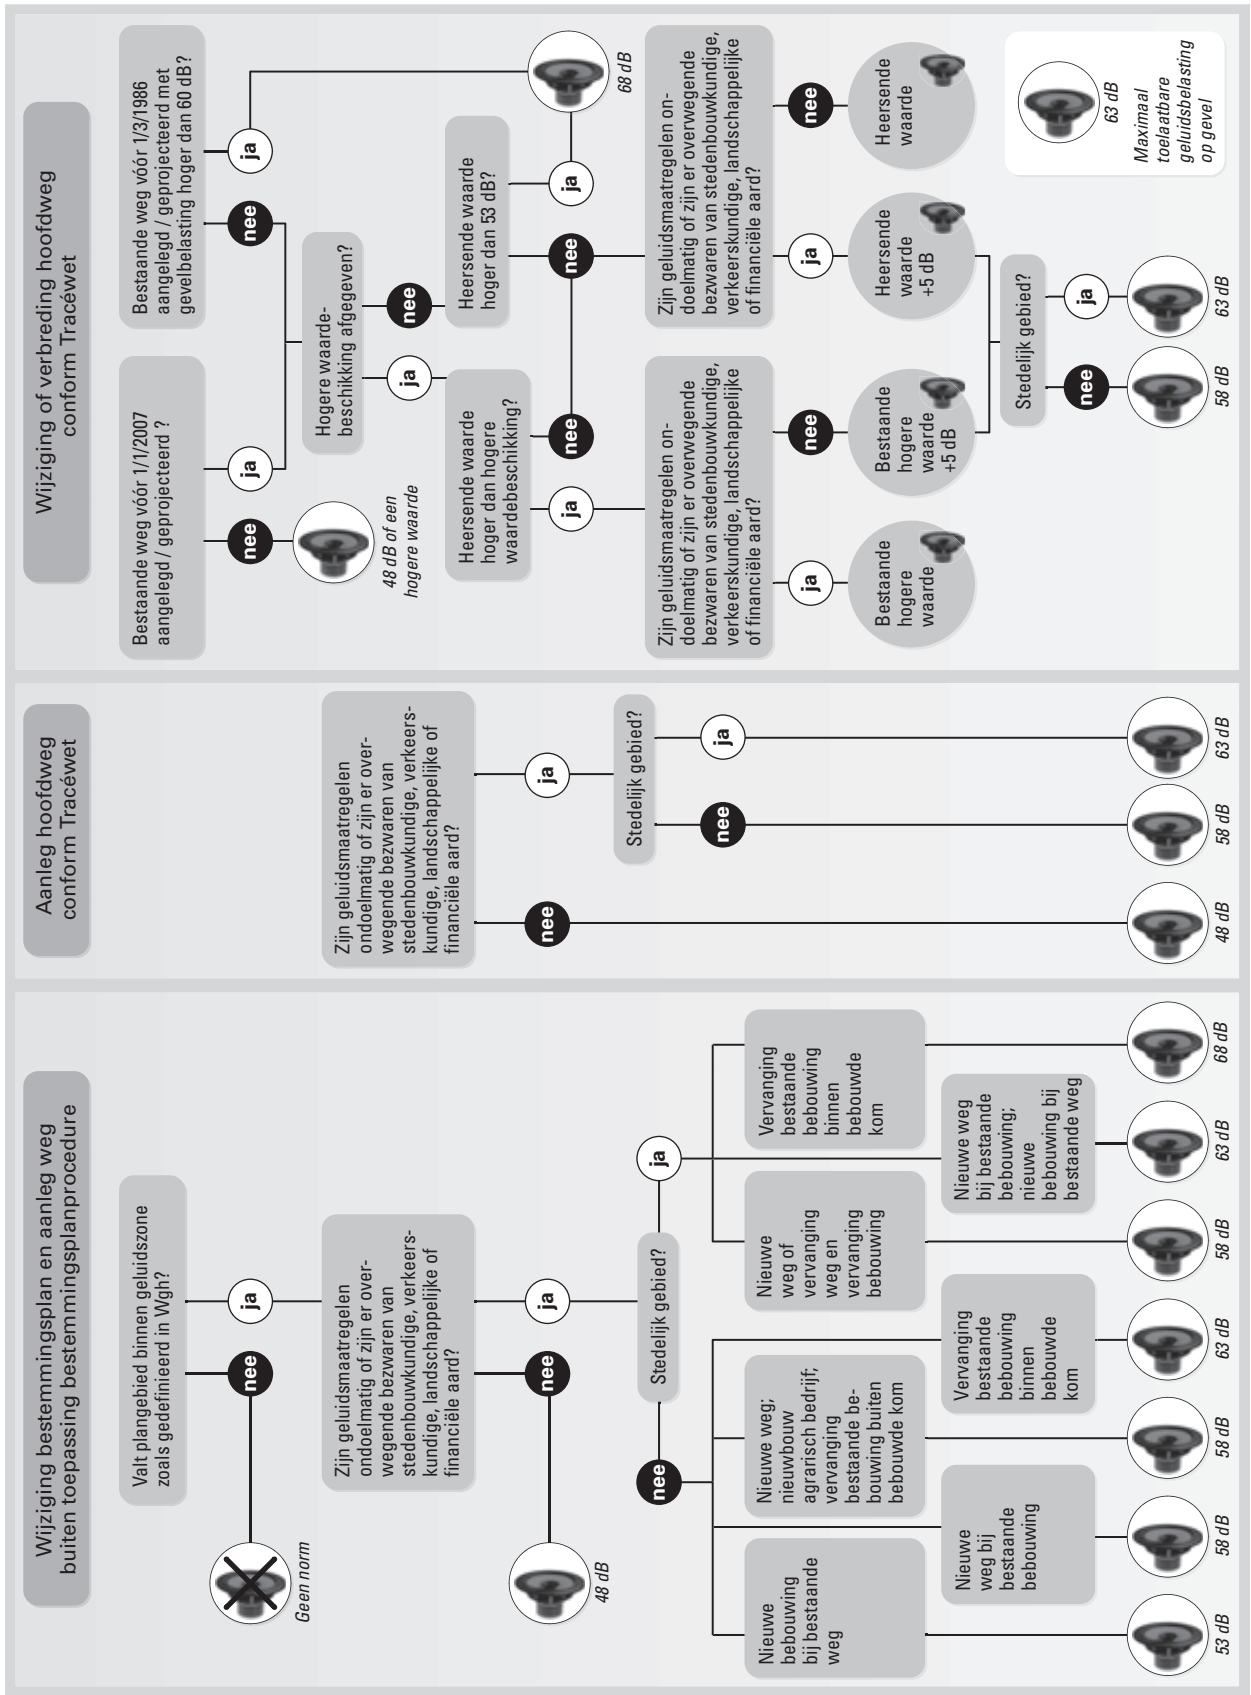 Wijziging bestemmingsplan en aanleg weg
buiten toepassing bestemmingsplanprocedure
Valt plangebied binnen geluidszone
zoals gedefinieerd in Wgh?
nee
ja
Geen norm
Zijn geluidsmaatregelen
ondoelmatig of zijn er over-
wegende bezwaren van
stedenbouwkundige, verkeers-
kundige, landschappelijke of
financiële aard?
nee
ja
48 dB
Stedelijk gebied?
nee
ja
Nieuwe
bebouwing
bij bestaande
weg
Nieuwe weg;
nieuwbouw
agrarisch bedrijf;
vervanging
bestaande be-
bouwing buiten
bebouwde kom
Nieuwe
weg of
vervanging
weg en
vervanging
bebouwing
Vervanging
bestaande
bebouwing
binnen
bebouwde
kom
Nieuwe
weg bij
bestaande
bebouwing
Vervanging
bestaande
bebouwing
binnen
bebouwde
kom
Nieuwe weg
bij bestaande
bebouwing;
nieuwe
bebouwing bij
bestaande weg
53 dB
58 dB
58 dB
63 dB
58 dB
63 dB
68 dB
Aanleg hoofdweg
conform Tracéwet
Zijn geluidsmaatregelen
ondoelmatig of zijn er over-
wegende bezwaren van
stedenbouwkundige, verkeers-
kundige, landschappelijke of
financiële aard?
nee
ja
Stedelijk gebied?
nee
ja
48 dB
58 dB
63 dB
Wijziging of verbreding hoofdweg
conform Tracéwet
Bestaande weg vóór 1/1/2007
aangelegd / geprojecteerd ?
Bestaande weg vóór 1/3/1986
aangelegd / geprojecteerd met
gevelbelasting hoger dan 60 dB?
nee
ja
nee
ja
48 dB of een
hogere waarde
Hogere waarde-
beschikking afgegeven?
ja
nee
Heersende waarde
hoger dan hogere
waardebeschikking?
Heersende waarde
hoger dan 53 dB?
ja
nee
nee
ja
68 dB
Zijn geluidsmaatregelen on-
doelmatig of zijn er overwegende
bezwaren van stedenbouwkundige,
verkeerskundige, landschappelijke
of financiële aard?
Zijn geluidsmaatregelen on-
doelmatig of zijn er overwegende
bezwaren van stedenbouwkundige,
verkeerskundige, landschappelijke
of financiële aard?
ja
nee
ja
nee
Bestaande
hogere
waarde
Bestaande
hogere
waarde
+5 dB
Heersende
waarde
+5 dB
Heersende
waarde
Stedelijk gebied?
nee
ja
58 dB
63 dB
63 dB
Maximaal
toelaatbare
geluidsbelasting
op gevel